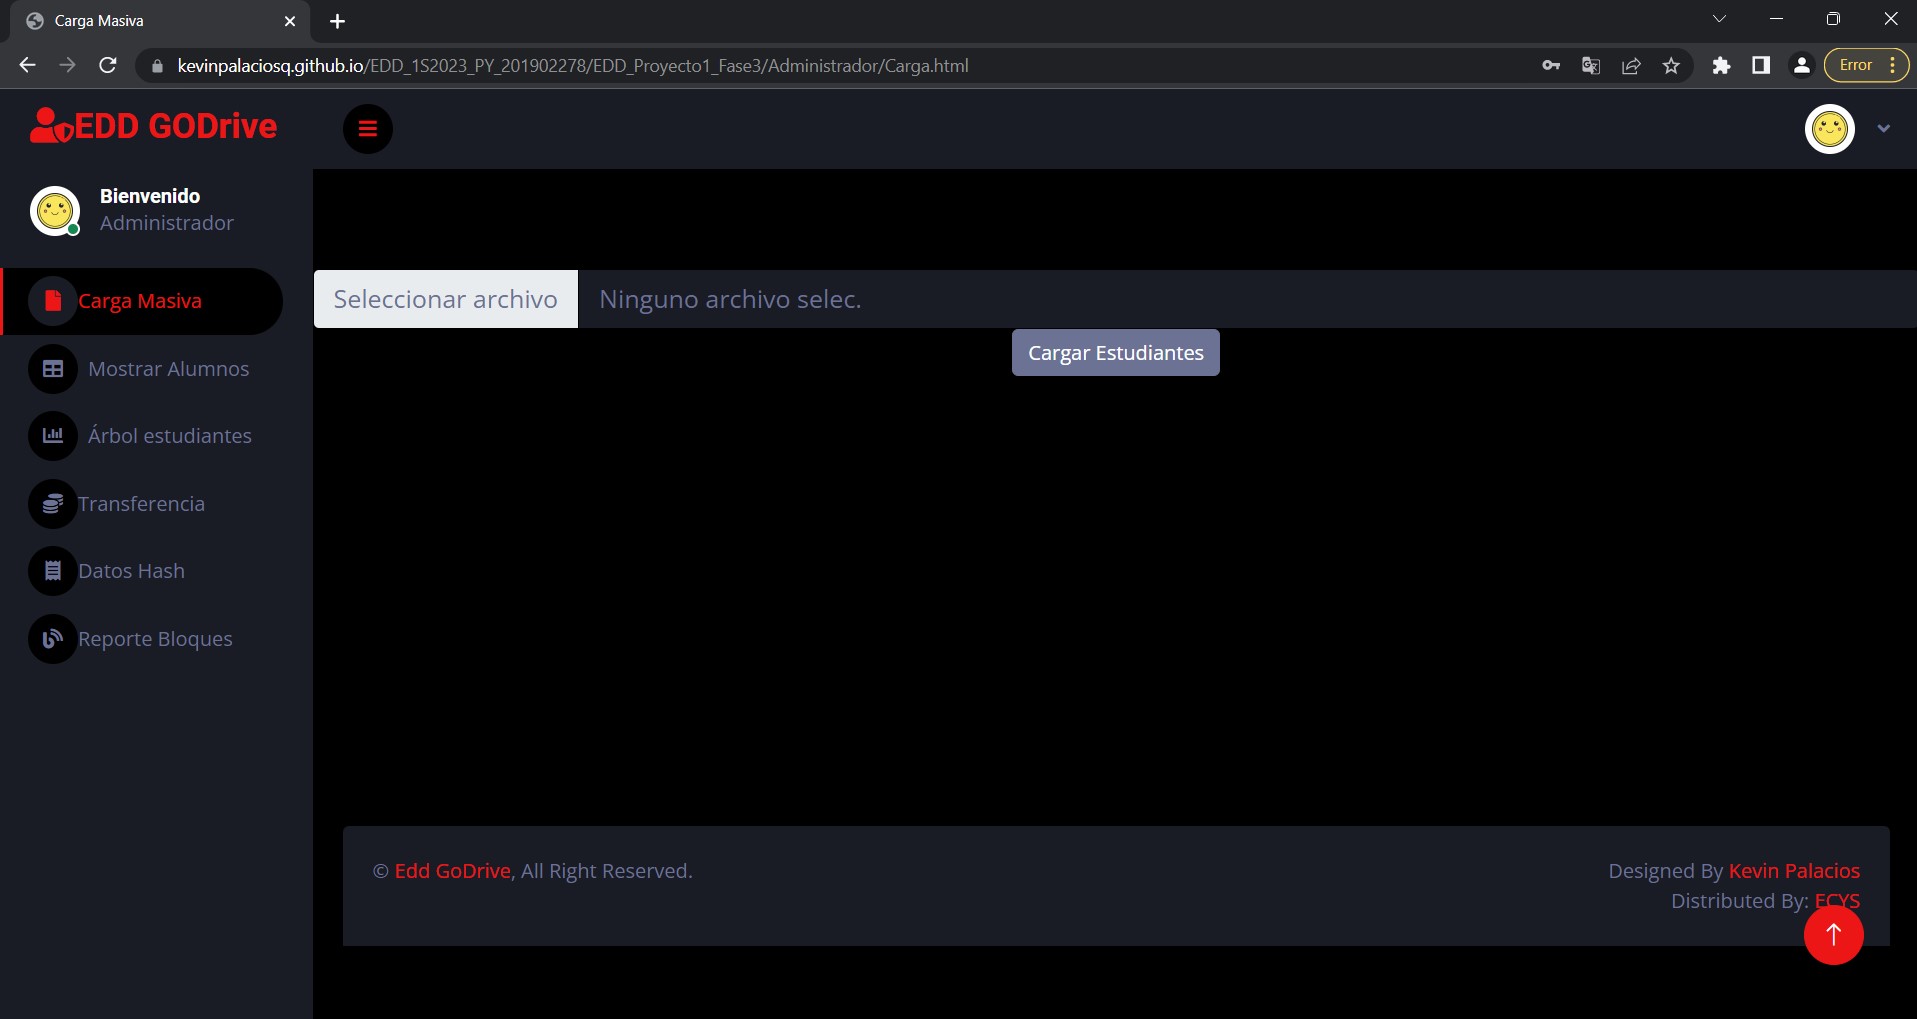 Carga Masiva
kevinpalaciosq.github.io/EDD_1S2023_PY_201902278/EDD_Proyecto1_Fase3/Administrador/Carga.html
Error
EDD GODrive
Bienvenido
Administrador
Carga Masiva
Mostrar Alumnos
Árbol estudiantes
Transferencia
Datos Hash
Reporte Bloques
Seleccionar archivo
Ninguno archivo selec.
Cargar Estudiantes
© Edd GoDrive, All Right Reserved.
Designed By Kevin Palacios
Distributed By: ECYS